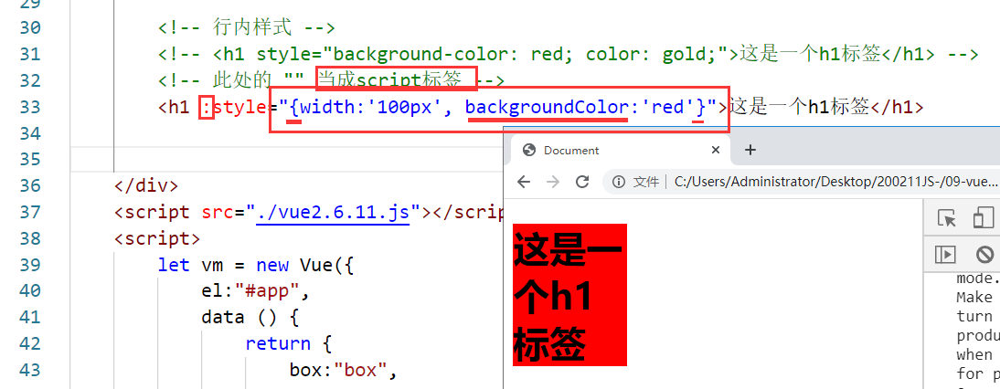 29
30 <!-- 行内样式 -->
31 <!-- <h1 style="background-color: red; color: gold;">这是一个h1标签</h1> -->
32 <!-- 此处的 "" 当成script标签 -->
33 <h1 :style="{width:'100px', backgroundColor:'red'}">这是一个h1标签</h1>
34
35
36 </div>
37 <script src="./vue2.6.11.js"></scrip
38 <script>
39 let vm = new Vue({
40 el:"#app",
41 data () {
42 return {
43 box:"box",
Document
文件 C:/Users/Administrator/Desktop/200211JS-/09-vue...
这是一
个h1
标签
mode.
Make
turn
produ
when
for p